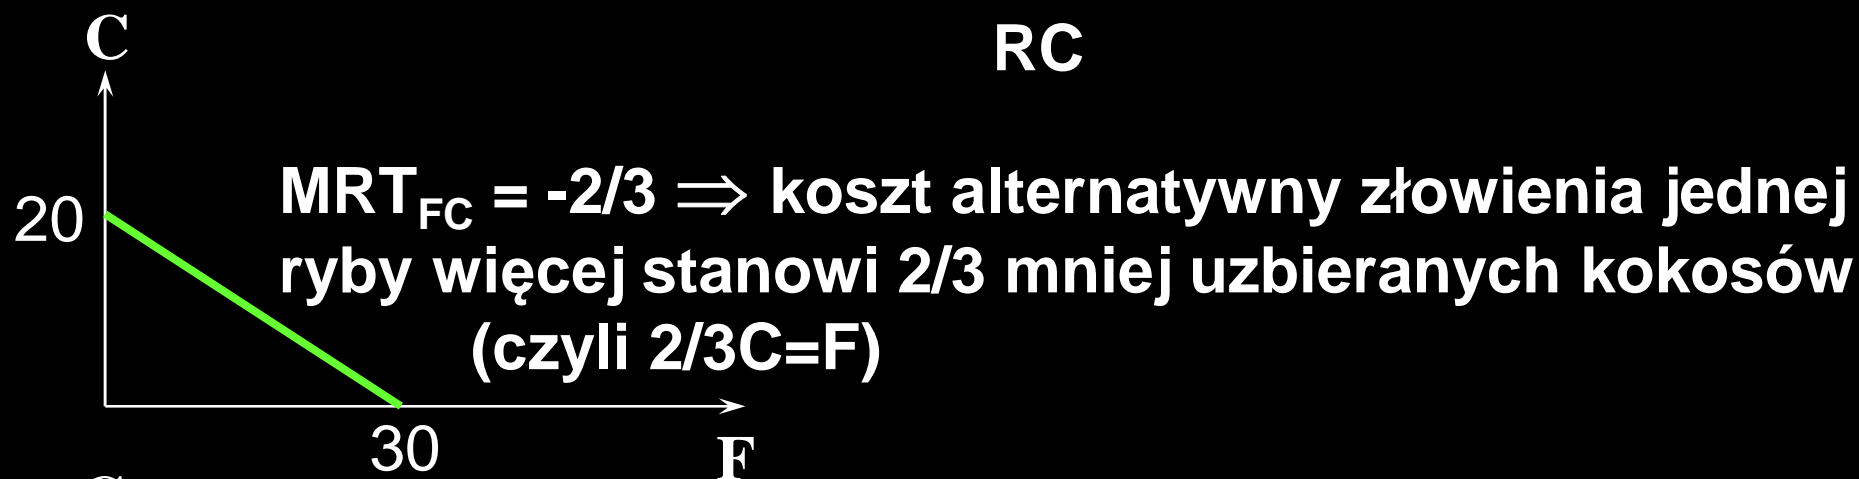 C
RC
MRT_FC = -2/3 ⇒ koszt alternatywny złowienia jednej
20
ryby więcej stanowi 2/3 mniej uzbieranych kokosów
(czyli 2/3C=F)
30
F